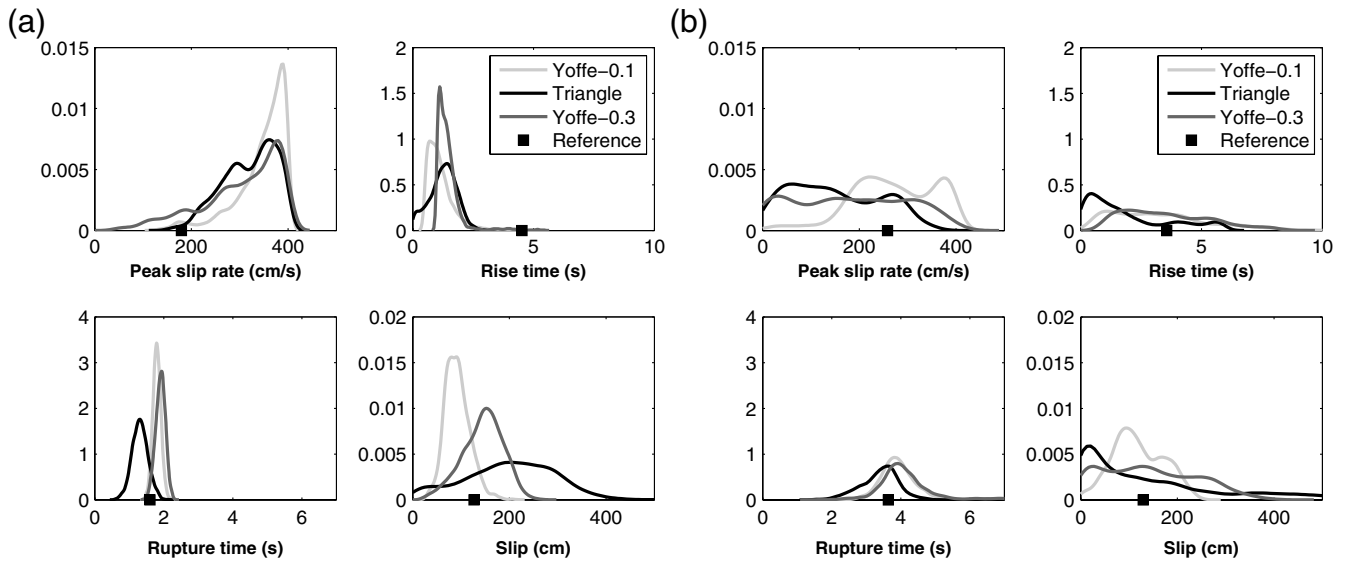 (a)
0.015
0.01
0.005
0
0 200 400
Peak slip rate (cm/s)
2
1.5
1
0.5
0
0 5 10
Rise time (s)
Yoffe−0.1
Triangle
Yoffe−0.3
Reference
4
3
2
1
0
0 2 4 6
Rupture time (s)
0.02
0.015
0.01
0.005
0
0 200 400
Slip (cm)
(b)
0.015
0.01
0.005
0
0 200 400
Peak slip rate (cm/s)
2
1.5
1
0.5
0
0 5 10
Rise time (s)
Yoffe−0.1
Triangle
Yoffe−0.3
Reference
4
3
2
1
0
0 2 4 6
Rupture time (s)
0.02
0.015
0.01
0.005
0
0 200 400
Slip (cm)